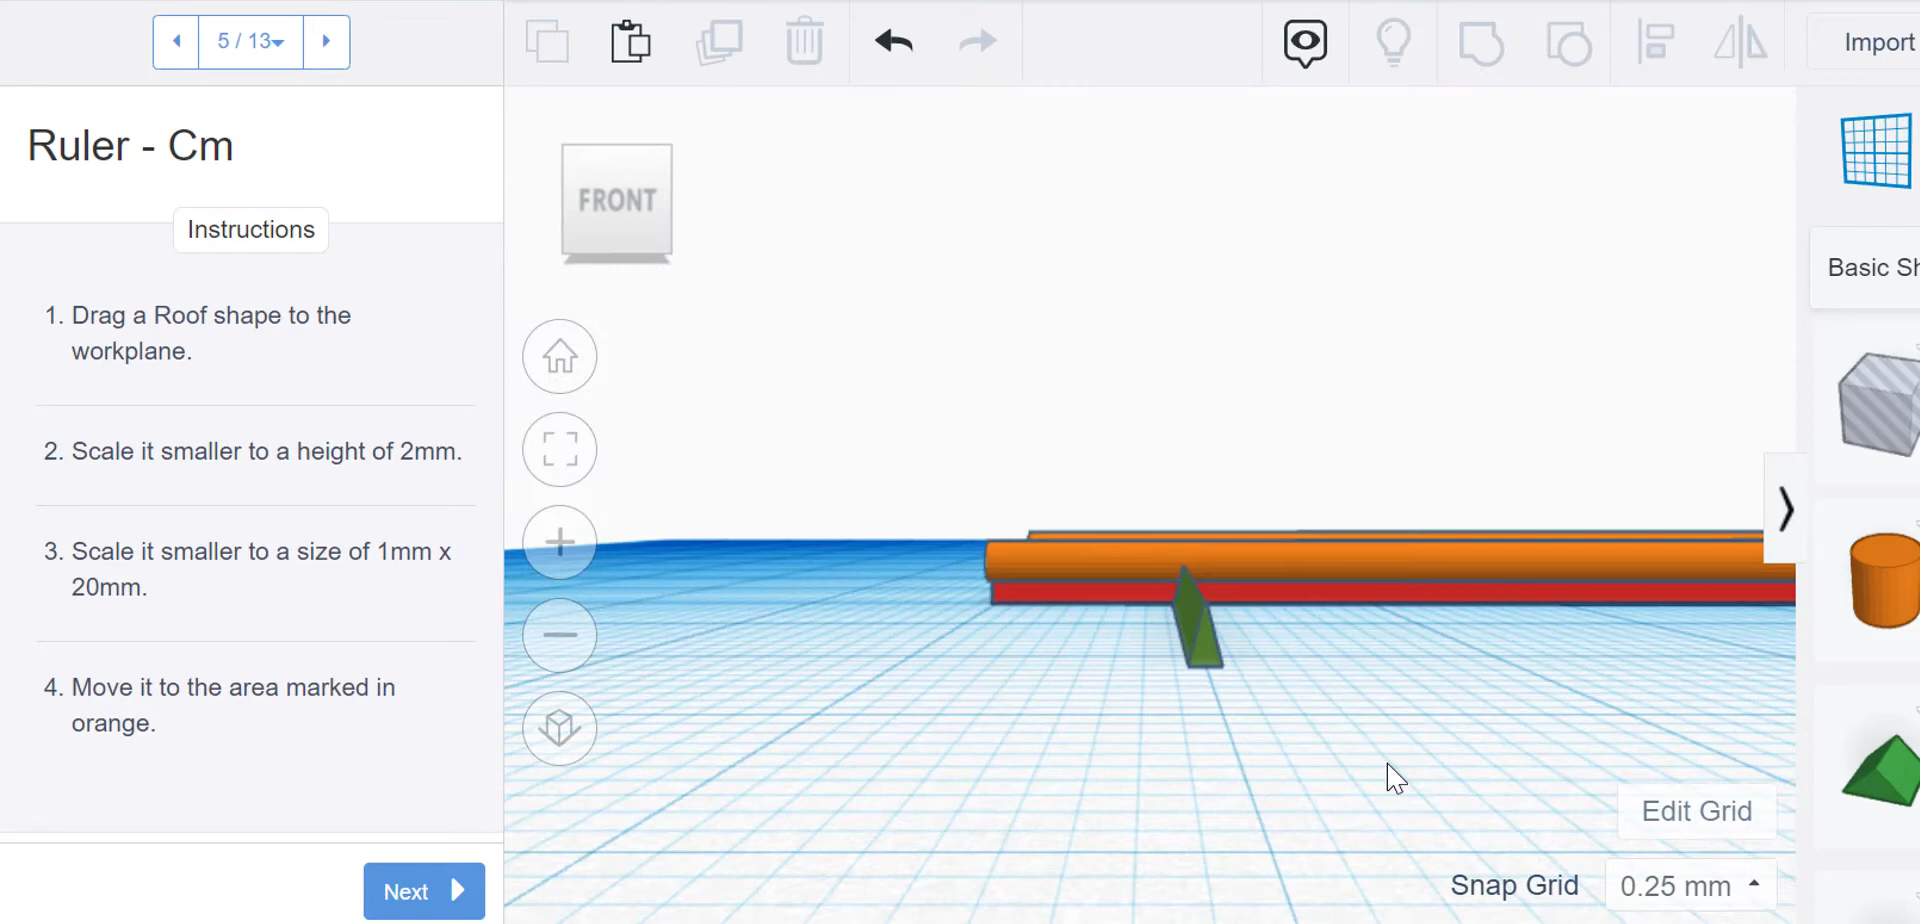 5 / 13
Import
Ruler - Cm
FRONT
Instructions
Basic Sh
1. Drag a Roof shape to the
workplane.
2. Scale it smaller to a height of 2mm.
3. Scale it smaller to a size of 1mm x
20mm.
4. Move it to the area marked in
orange.
Edit Grid
Next
Snap Grid 0.25 mm